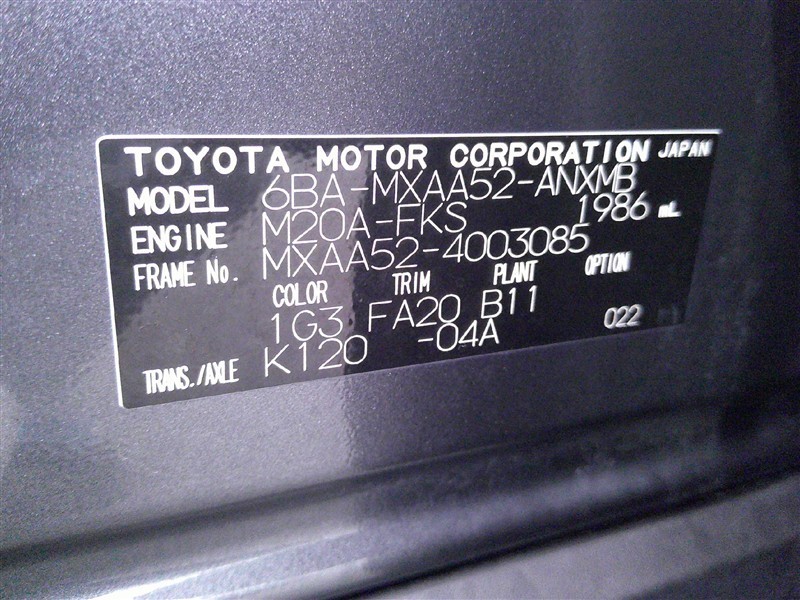 TOYOTA MOTOR CORPORATION JAPAN
MODEL 6BA-MXAA52-ANXMB
ENGINE M20A-FKS 1986 mL
FRAME No. MXAA52-4003085
COLOR TRIM PLANT OPTION
1G3 FA20 B11
TRANS./AXLE K120 -04A 022